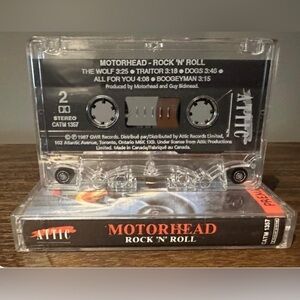 MOTORHEAD - ROCK 'N' ROLL
THE WOLF 3:25 ● TRAITOR 3:18 ● DOGS 3:46 ●
ALL FOR YOU 4:08 ● BOOGEYMAN 3:15
Produced by Motorhead and Guy Bidmead.
2
STEREO
CATM 1357
ATTIC
℗ © 1987 GWR Records. Distribué par/Distributed by Attic Records Limited,
102 Atlantic Avenue, Toronto, Ontario M6K 1X9. Under license from Attic Productions
Limited. Made in Canada/Fabriqué au Canada.
ATTIC
MOTORHEAD
ROCK 'N' ROLL
CATM 1357